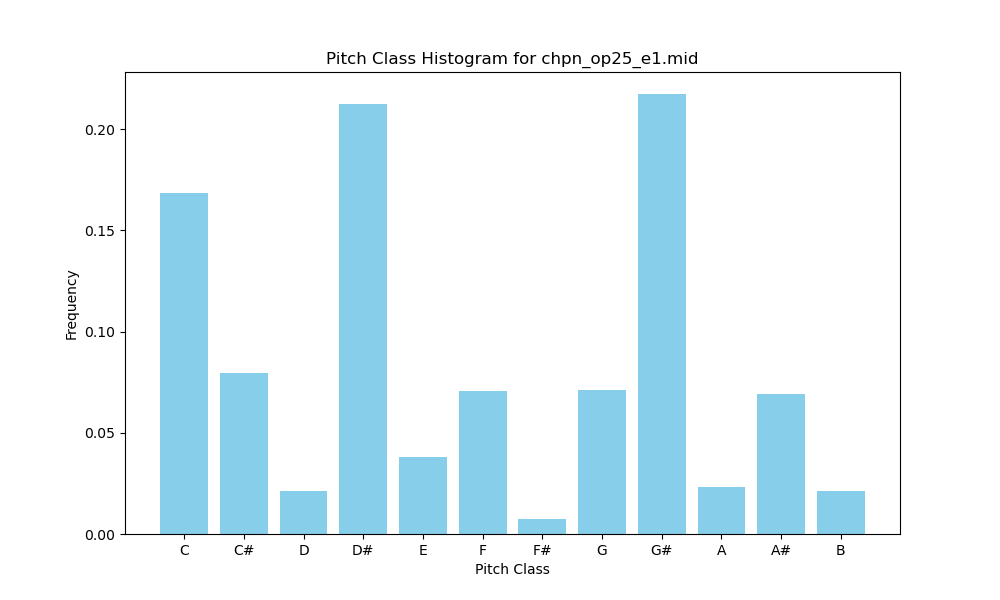 Pitch Class Histogram for chpn_op25_e1.mid
Frequency
0.20
0.15
0.10
0.05
0.00
C C# D D# E F F# G G# A A# B
Pitch Class